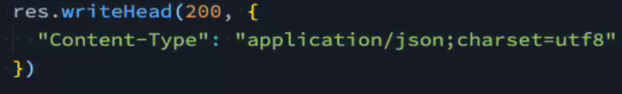 res.writeHead(200, {
  "Content-Type": "application/json;charset=utf8"
})